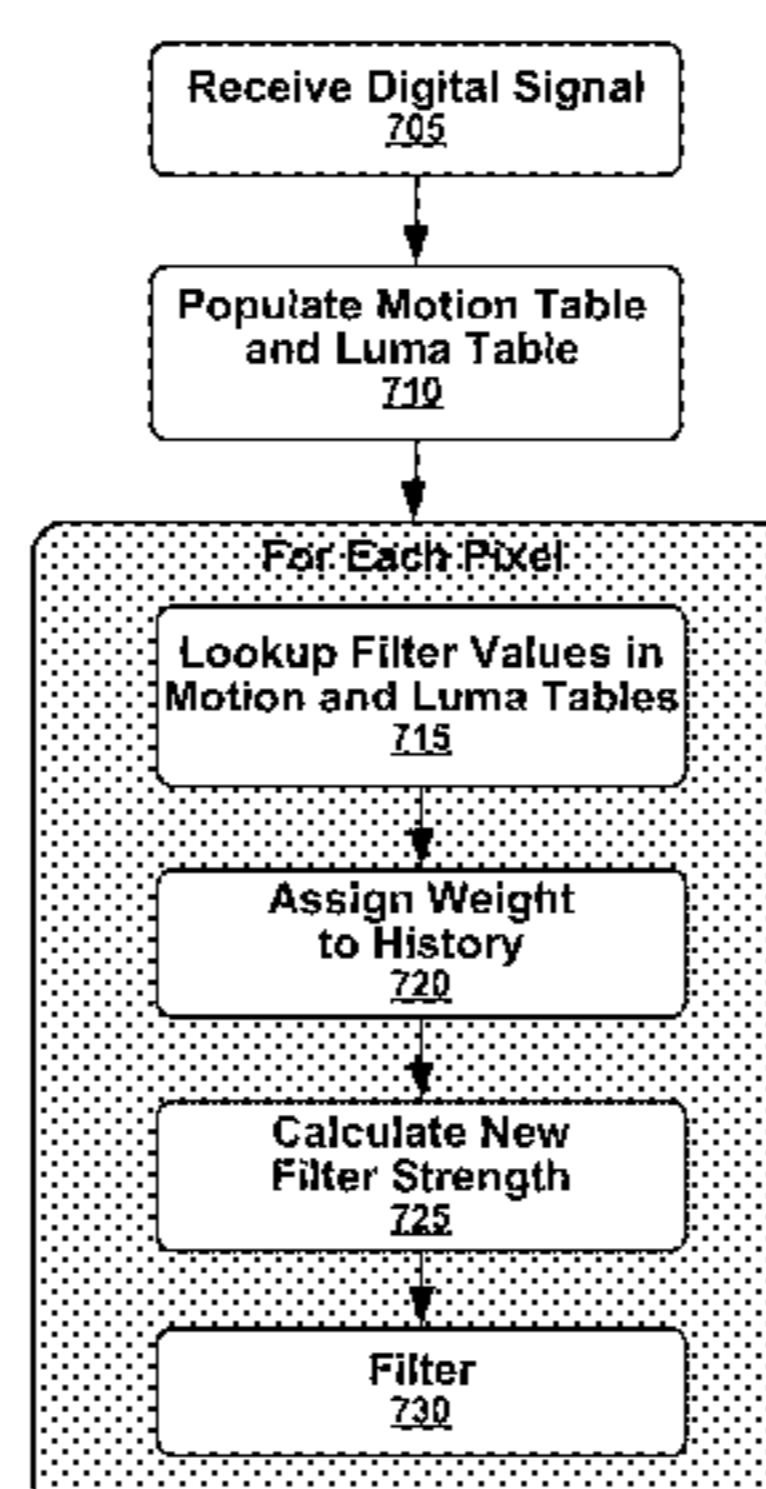 Receive Digital Signal
705
Populate Motion Table
and Luma Table
710
For Each Pixel
Lookup Filter Values in
Motion and Luma Tables
715
Assign Weight
to History
720
Calculate New
Filter Strength
725
Filter
730